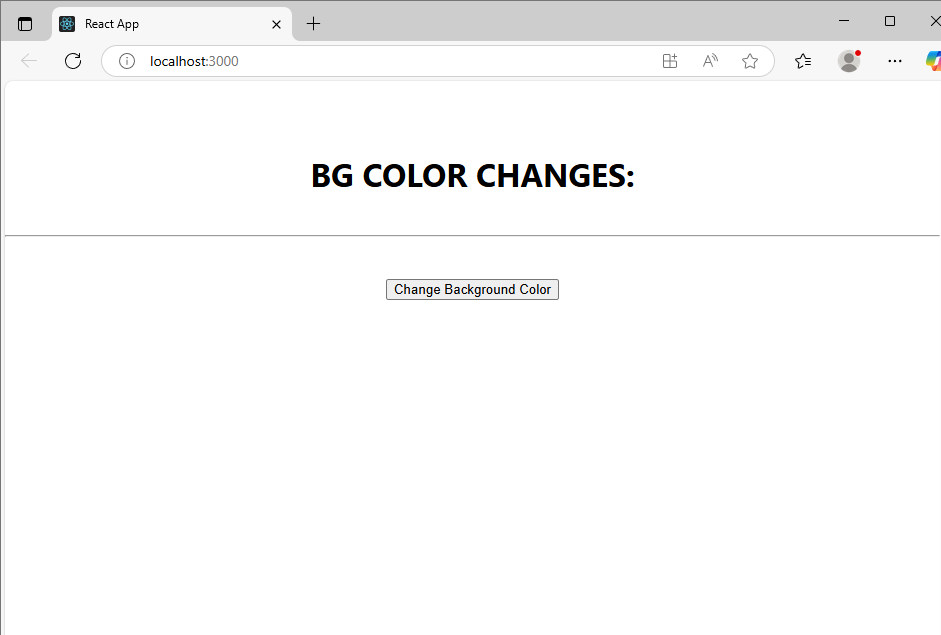 React App
localhost:3000
BG COLOR CHANGES:
Change Background Color